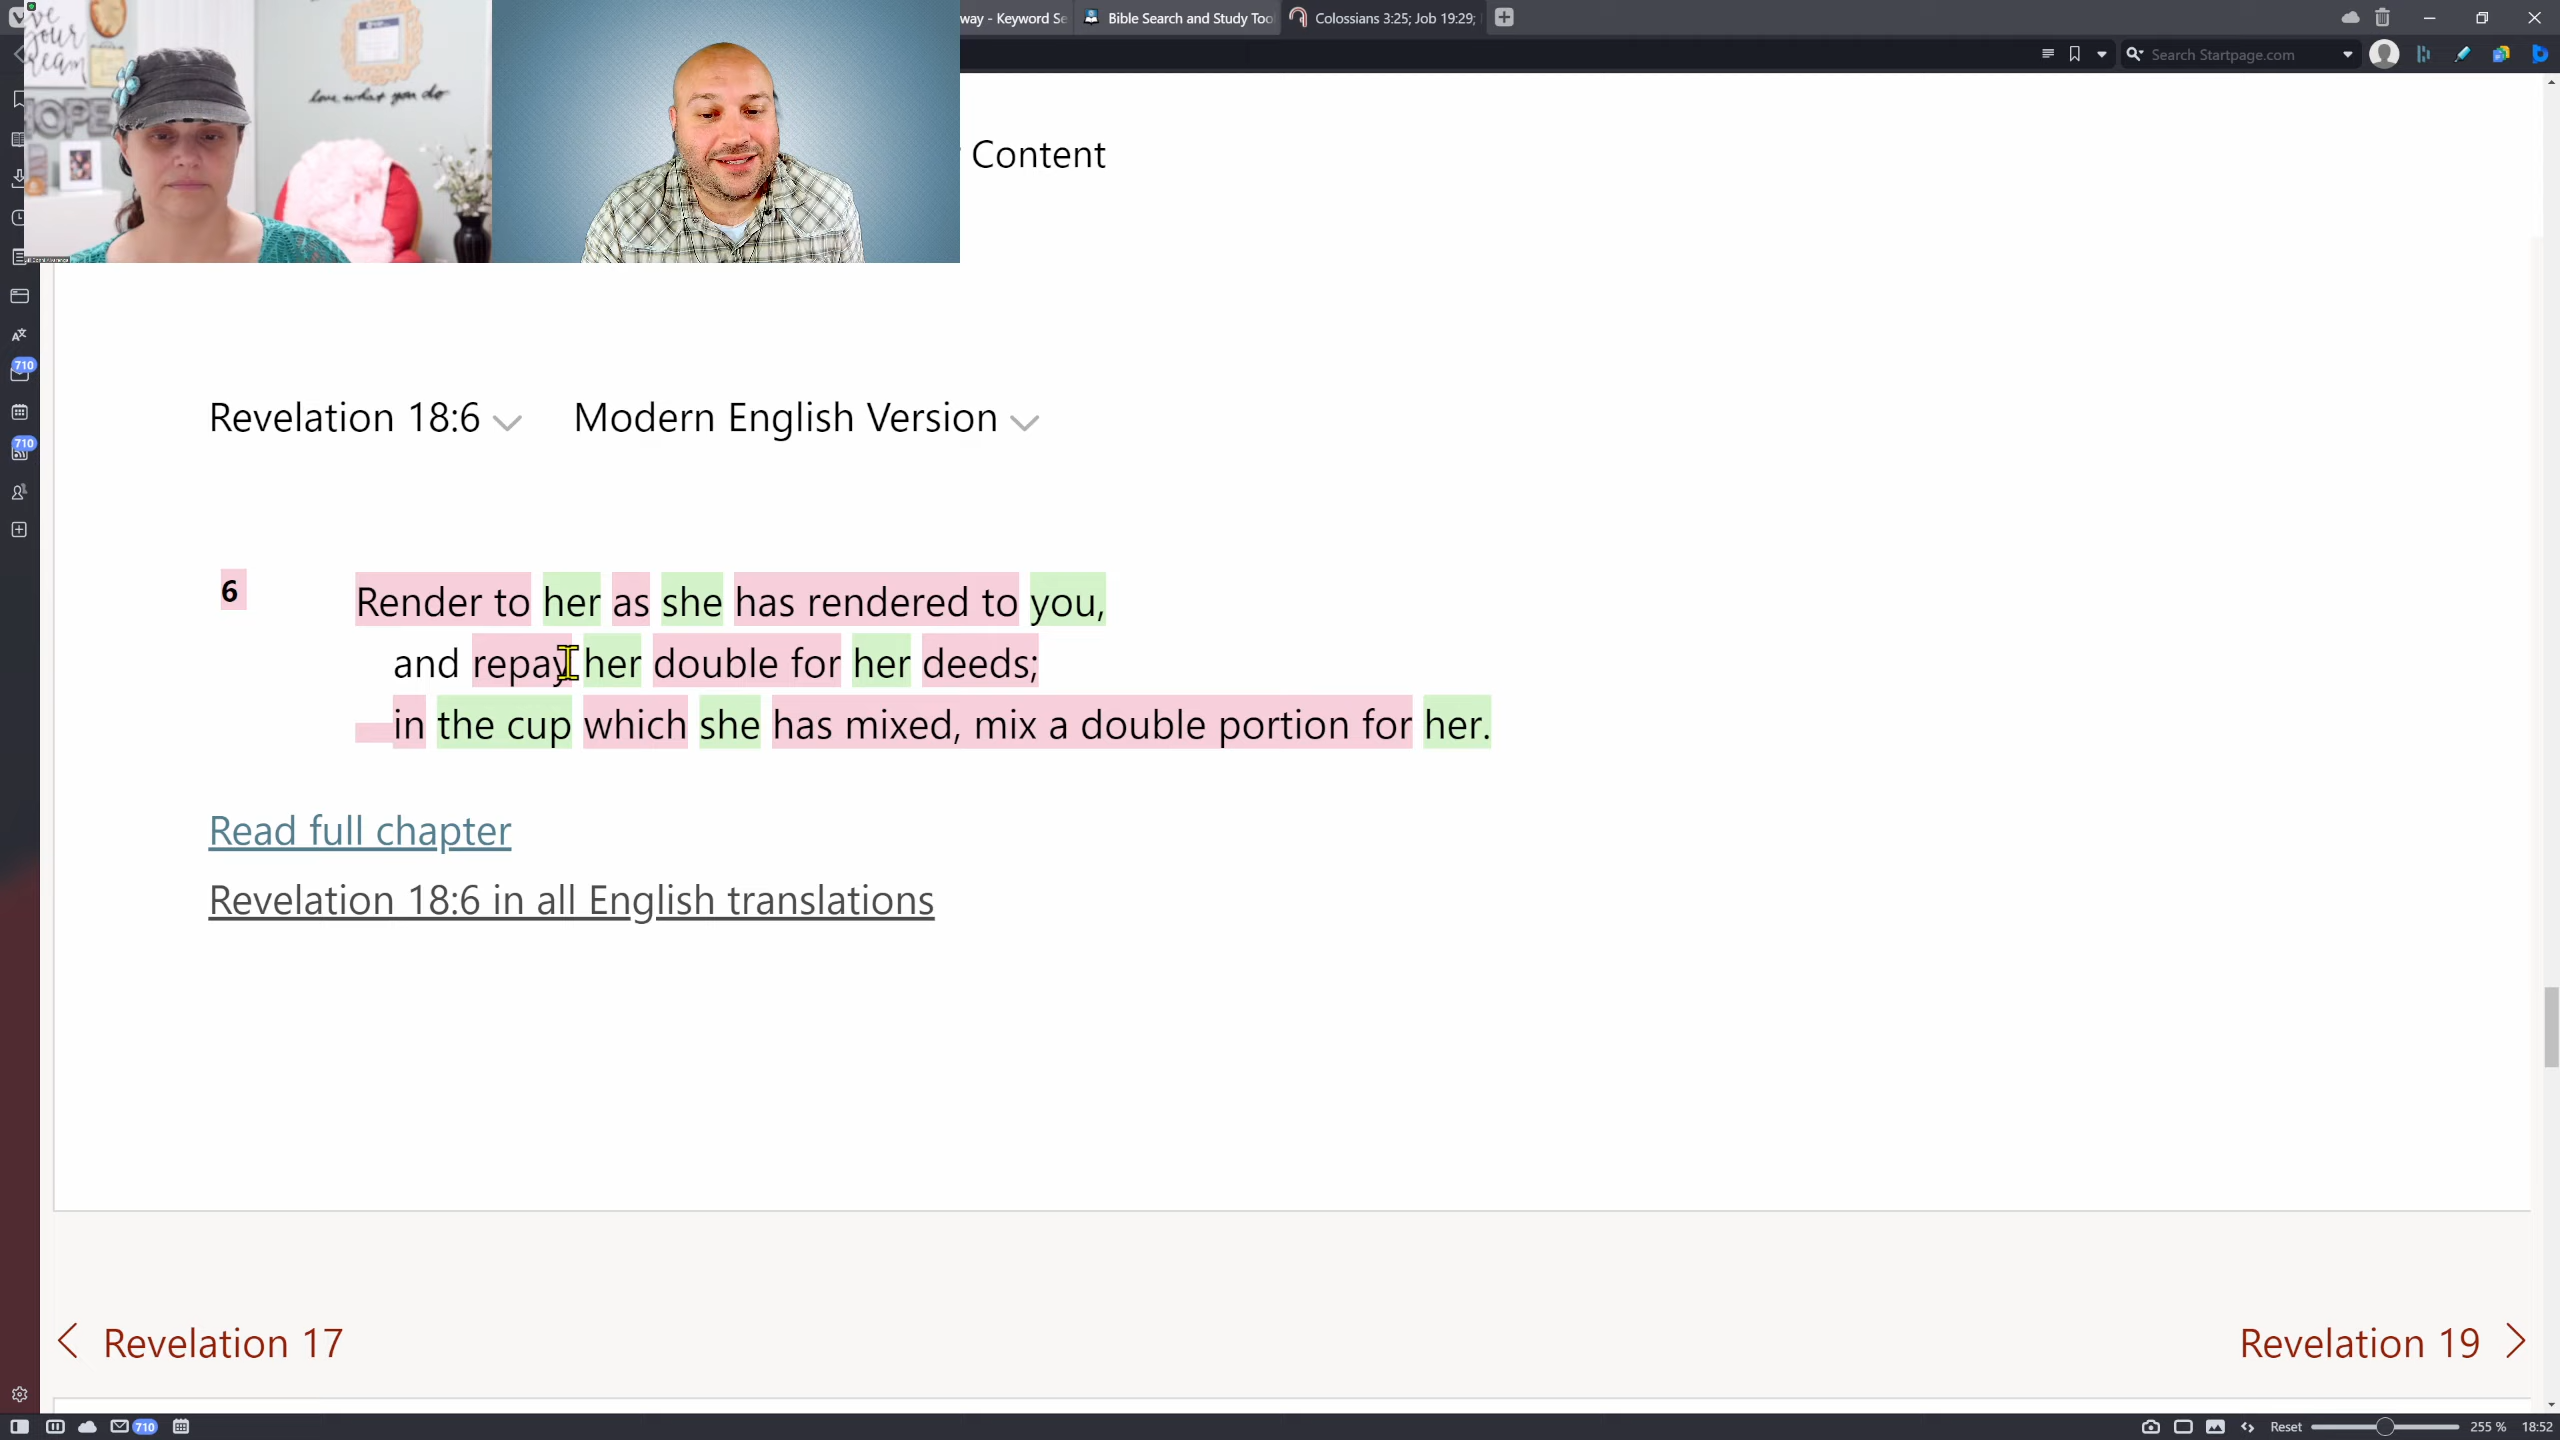 way - Keyword Se
Bible Search and Study Too
Colossians 3:25; Job 19:29;
Search Startpage.com
ve
your
ream
HOPE
love what you do
Content
710
710
Revelation 18:6
Modern English Version
6 Render to her as she has rendered to you,
and repay her double for her deeds;
in the cup which she has mixed, mix a double portion for her.
Read full chapter
Revelation 18:6 in all English translations
Revelation 17
Revelation 19
710
Reset
255 %
18:52